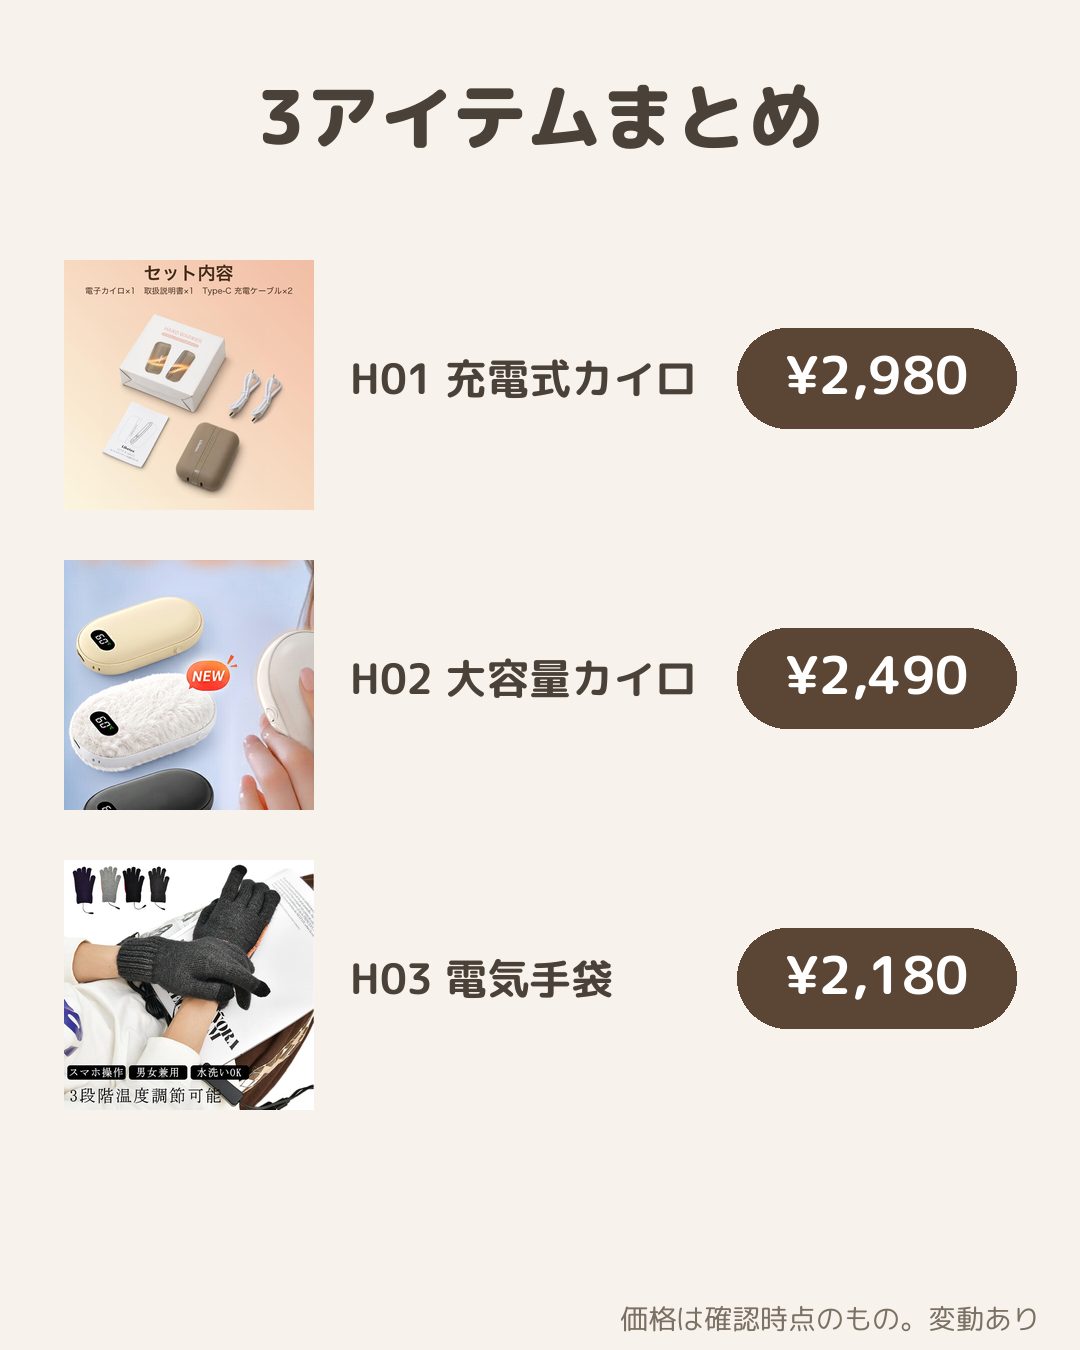 3アイテムまとめ
セット内容
電子カイロ×1 取扱説明書×1 Type-C 充電ケーブル×2
HAND WARMER
H01 充電式カイロ
¥2,980
60
NEW
60
H02 大容量カイロ
¥2,490
H03 電気手袋
¥2,180
スマホ操作 男女兼用 水洗いOK
3段階温度調節可能
価格は確認時点のもの。変動あり